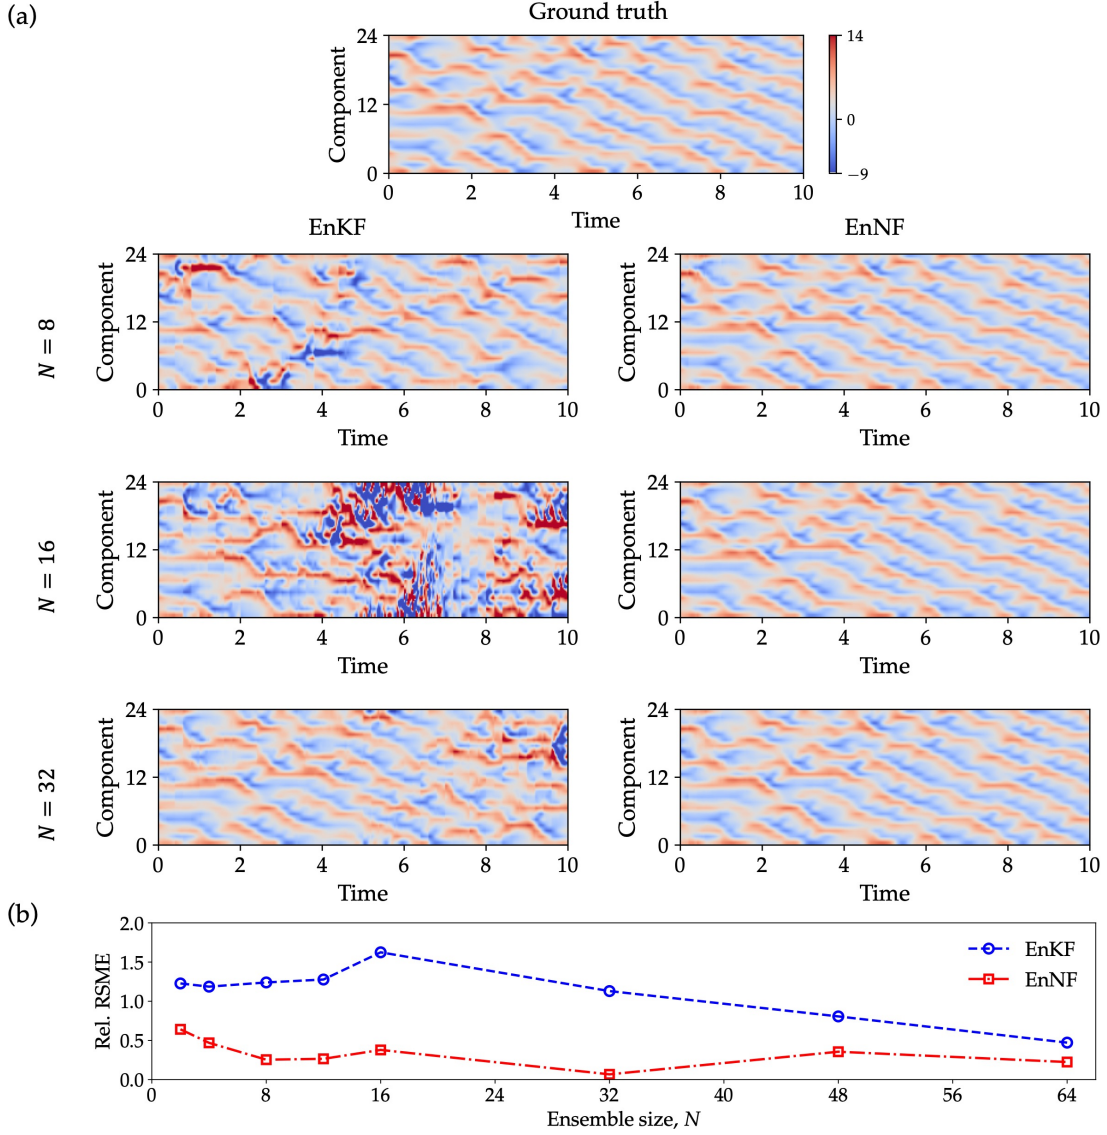 (a)
Ground truth
Component
24
12
0
0 2 4 6 8 10
Time
14
0
−9
EnKF
EnNF
N = 8
Component
24
12
0
0 2 4 6 8 10
Time
Component
24
12
0
0 2 4 6 8 10
Time
N = 16
Component
24
12
0
0 2 4 6 8 10
Time
Component
24
12
0
0 2 4 6 8 10
Time
N = 32
Component
24
12
0
0 2 4 6 8 10
Time
Component
24
12
0
0 2 4 6 8 10
Time
(b)
Rel. RSME
2.0
1.5
1.0
0.5
0.0
EnKF
EnNF
0 8 16 24 32 40 48 56 64
Ensemble size, N